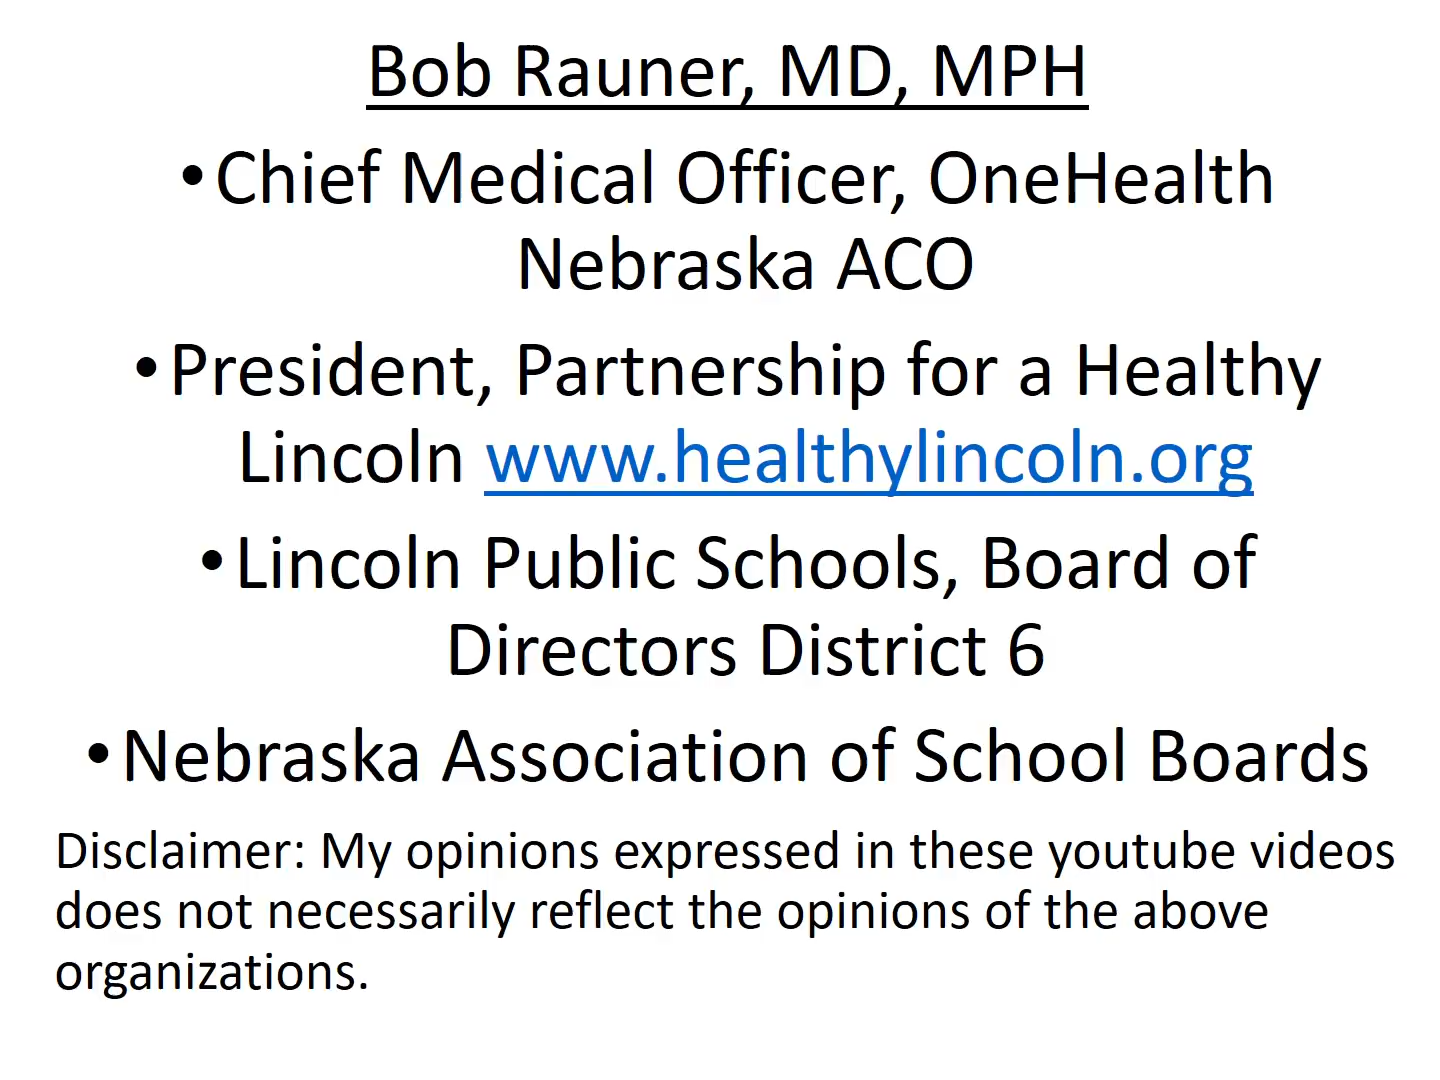 Bob Rauner, MD, MPH
•Chief Medical Officer, OneHealth
Nebraska ACO
•President, Partnership for a Healthy
Lincoln www.healthylincoln.org
•Lincoln Public Schools, Board of
Directors District 6
•Nebraska Association of School Boards
Disclaimer: My opinions expressed in these youtube videos
does not necessarily reflect the opinions of the above
organizations.